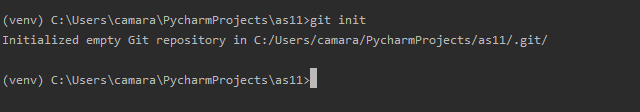 (venv) C:\Users\camara\PycharmProjects\as11>git init
Initialized empty Git repository in C:/Users/camara/PycharmProjects/as11/.git/
(venv) C:\Users\camara\PycharmProjects\as11>